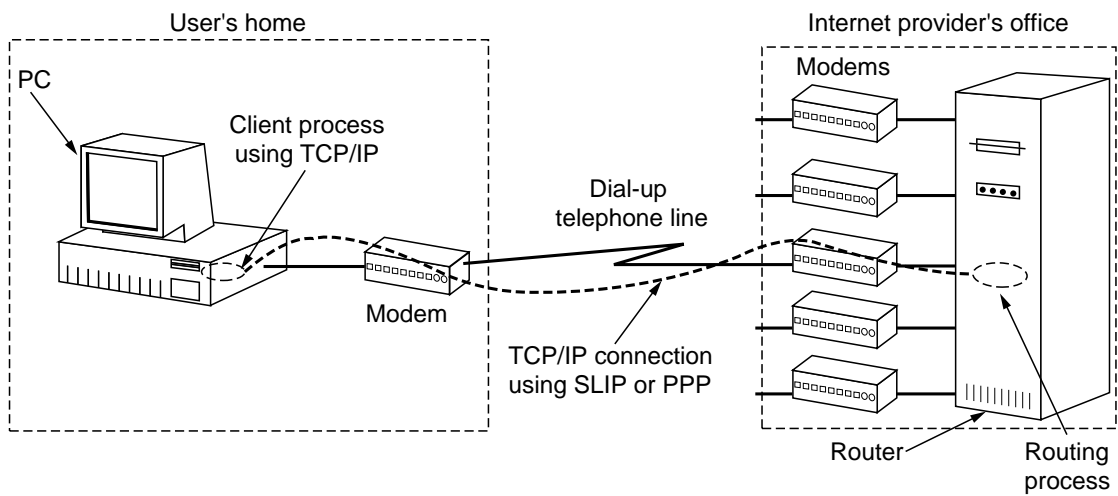 User's home
Internet provider's office
PC
Modems
Client process
using TCP/IP
Dial-up
telephone line
Modem
TCP/IP connection
using SLIP or PPP
Router
Routing
process